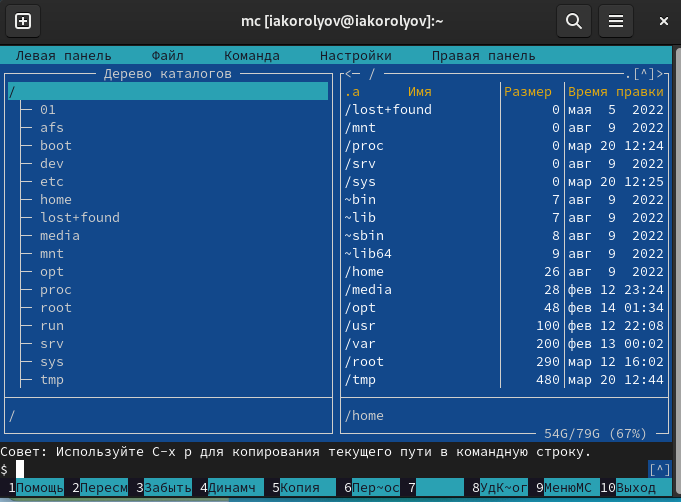 mc [iakorolyov@iakorolyov]:~
Левая панель Файл Команда Настройки Правая панель
Дерево каталогов
/
01
afs
boot
dev
etc
home
lost+found
media
mnt
opt
proc
root
run
srv
sys
tmp
/
<- / .[^]>
.а Имя Размер Время правки
/lost+found 0 мая 5 2022
/mnt 0 авг 9 2022
/proc 0 мар 20 12:24
/srv 0 авг 9 2022
/sys 0 мар 20 12:25
~bin 7 авг 9 2022
~lib 7 авг 9 2022
~sbin 8 авг 9 2022
~lib64 9 авг 9 2022
/home 26 авг 9 2022
/media 28 фев 12 23:24
/opt 48 фев 14 01:34
/usr 100 фев 12 22:08
/var 200 фев 13 00:02
/root 290 мар 12 16:02
/tmp 480 мар 20 12:44
/home
54G/79G (67%)
Совет: Используйте C-x p для копирования текущего пути в командную строку.
$ [^]
1Помощь 2Пересм 3Забыть 4Динамч 5Копия 6Пер~ос 7 8УдК~ог 9МенюMC 10Выход